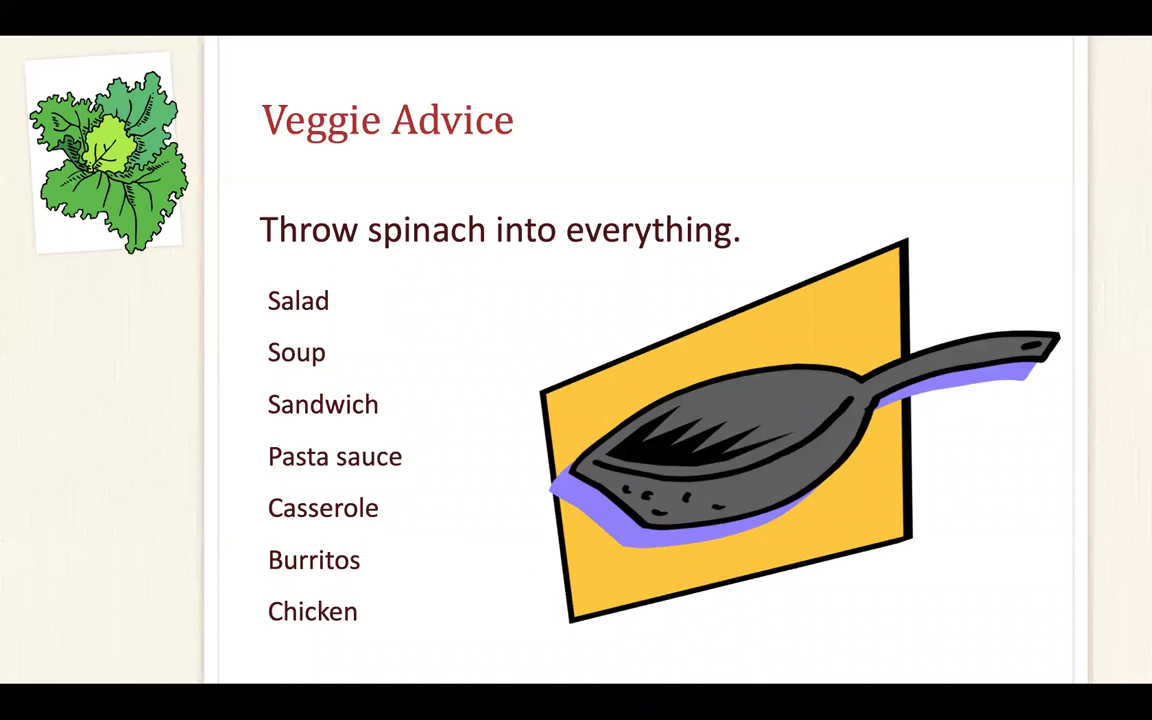 Veggie Advice
Throw spinach into everything.
Salad
Soup
Sandwich
Pasta sauce
Casserole
Burritos
Chicken